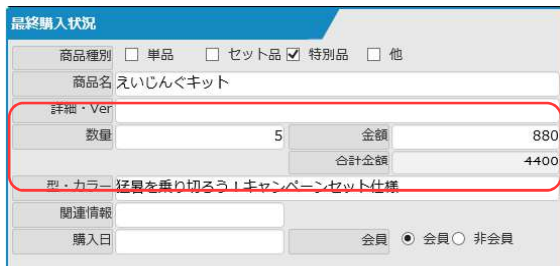 最終購入状況
商品種別 単品 セット品 特別品 他
商品名 えいじんぐキット
詳細・Ver
数量 5 金額 880
合計金額 4400
型・カラー 猛暑を乗り切ろう！キャンペーンセット仕様
関連情報
購入日 会員 会員 非会員